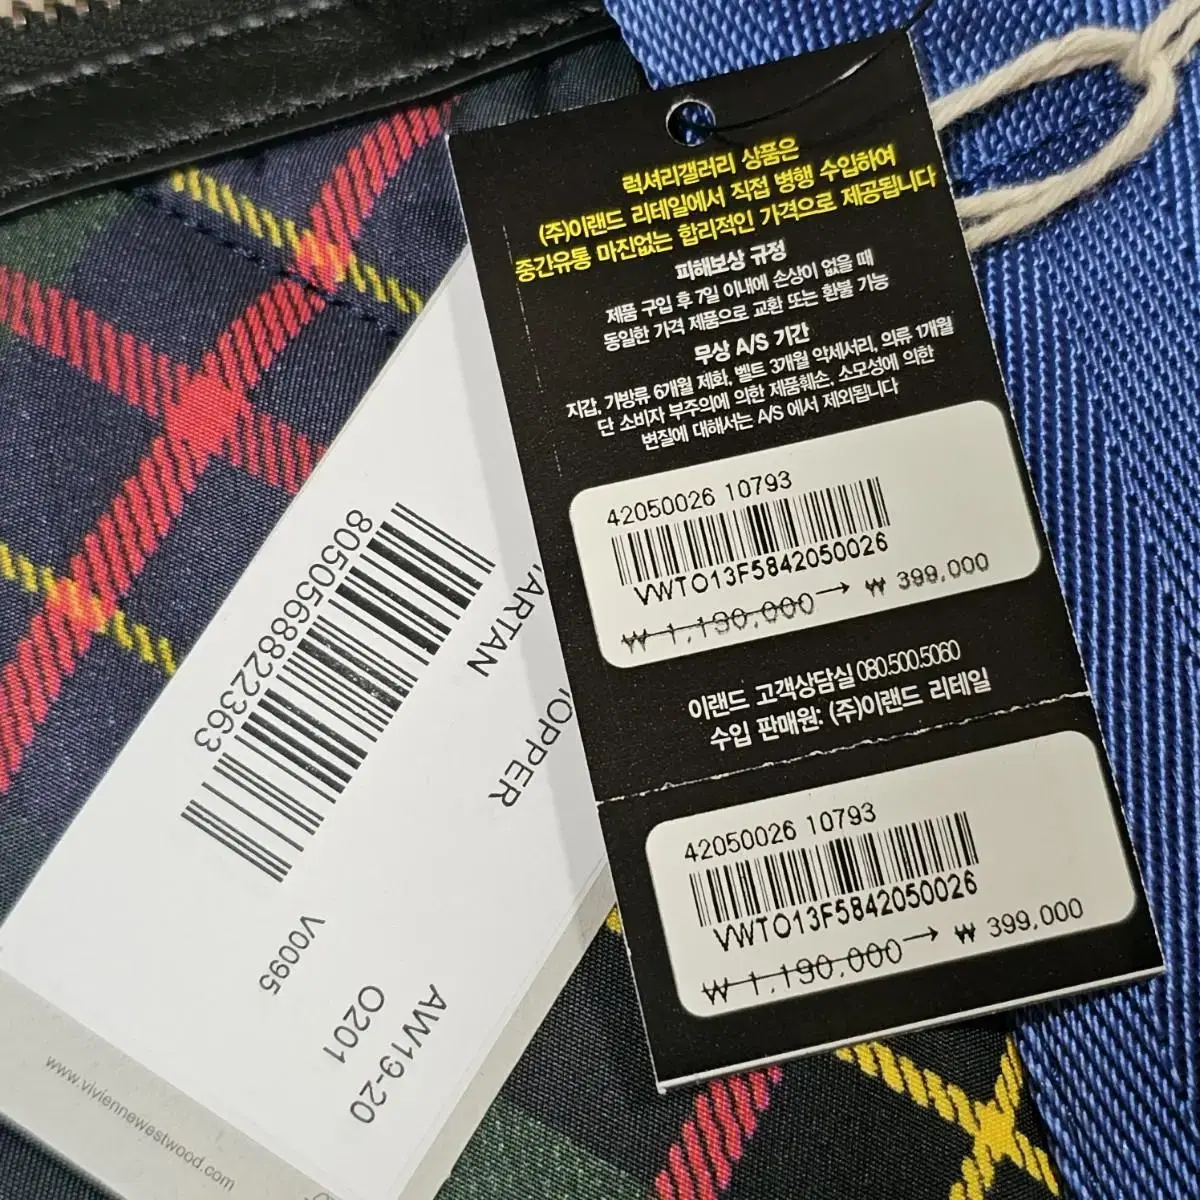 럭셔리갤러리 상품은
(주)이랜드 리테일에서 직접 병행 수입하여
중간유통 마진없는 합리적인 가격으로 제공됩니다
피해보상 규정
제품 구입 후 7일 이내에 손상이 없을 때
동일한 가격 제품으로 교환 또는 환불 가능
무상 A/S 기간
지갑, 가방류 6개월 제화, 벨트 3개월 악세서리, 의류 1개월
단 소비자 부주의에 의한 제품훼손, 소모성에 의한
변질에 대해서는 A/S 에서 제외됩니다
42050026 10793
VWTO13F5842050026
₩ 1,190,000 → ₩ 399,000
이랜드 고객상담실 080.500.5060
수입 판매원: (주)이랜드 리테일
42050026 10793
VWTO13F5842050026
₩ 1,190,000 → ₩ 399,000
8050568822363
TARTAN
HOPPER
V0095
AW19-20
O201
www.viviennewestwood.com